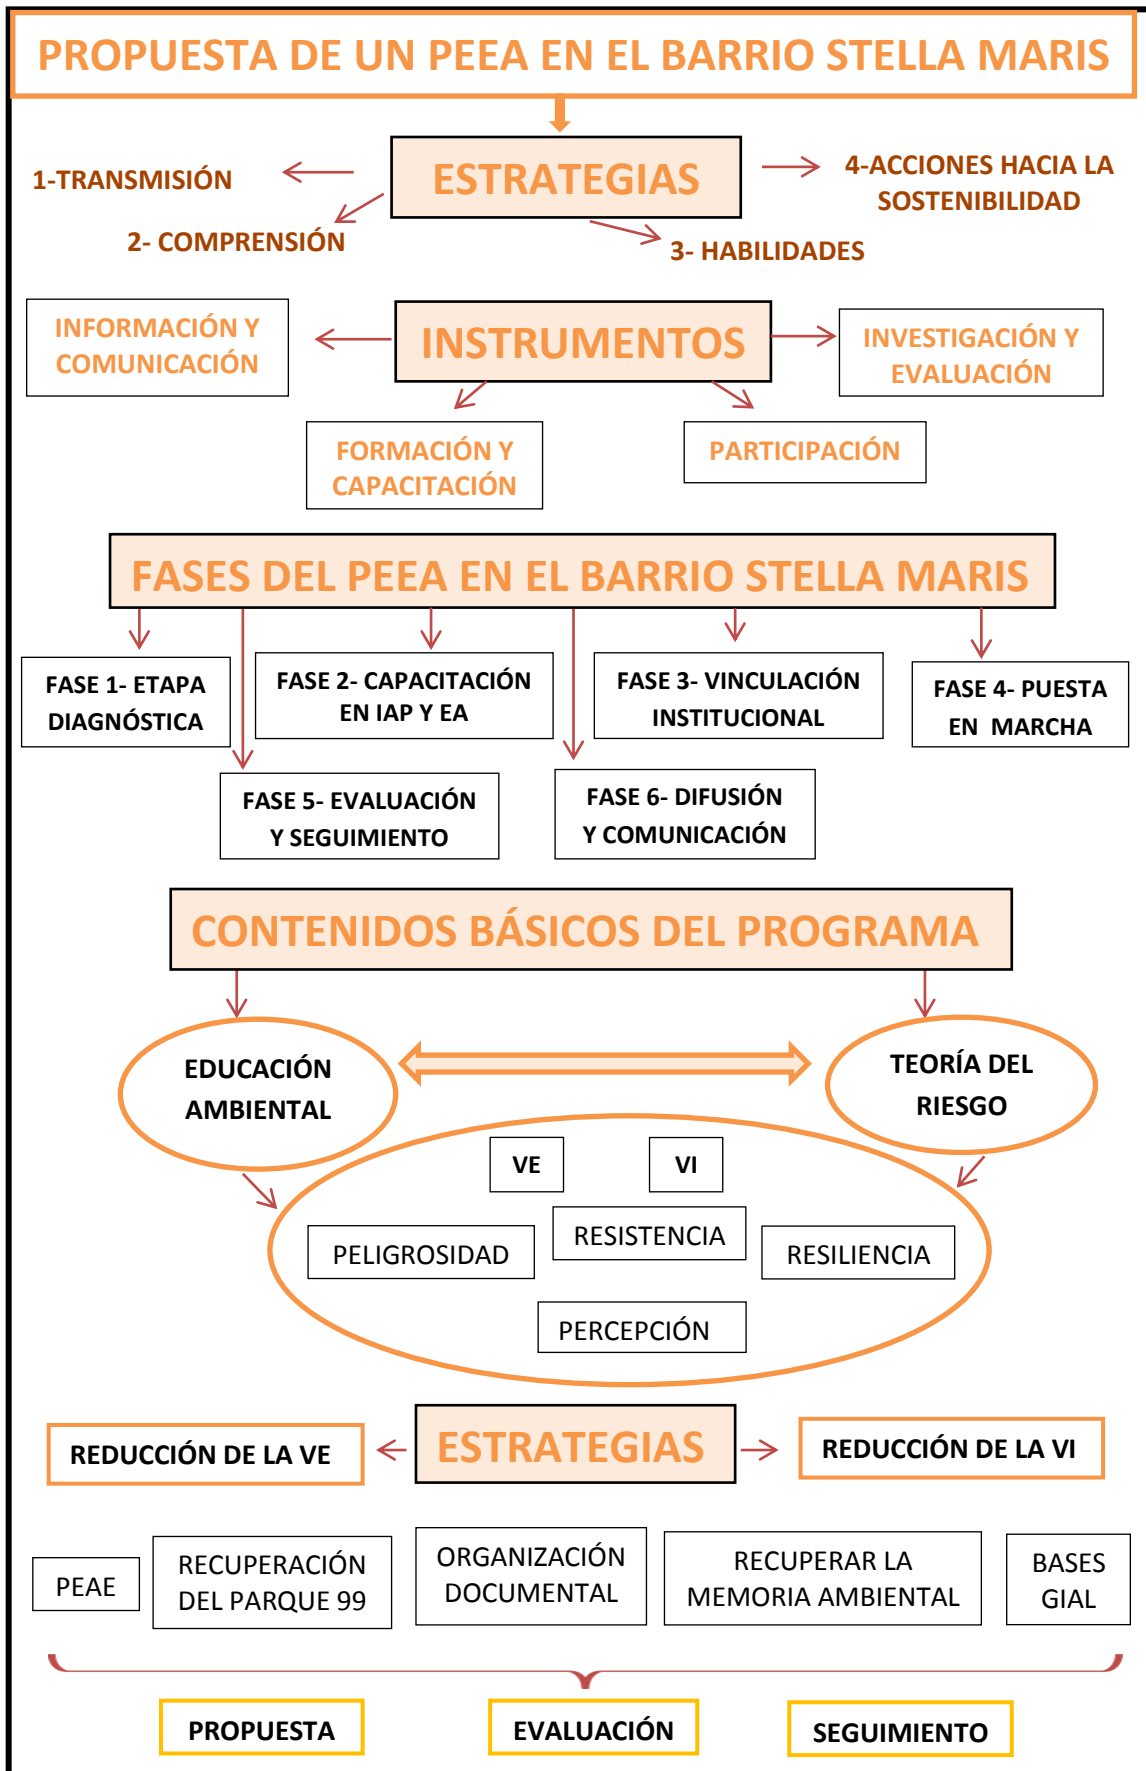 PROPUESTA DE UN PEEA EN EL BARRIO STELLA MARIS
ESTRATEGIAS
1-TRANSMISIÓN
2- COMPRENSIÓN
3- HABILIDADES
4-ACCIONES HACIA LA
SOSTENIBILIDAD
INSTRUMENTOS
INFORMACIÓN Y
COMUNICACIÓN
FORMACIÓN Y
CAPACITACIÓN
PARTICIPACIÓN
INVESTIGACIÓN Y
EVALUACIÓN
FASES DEL PEEA EN EL BARRIO STELLA MARIS
FASE 1- ETAPA
DIAGNÓSTICA
FASE 2- CAPACITACIÓN
EN IAP Y EA
FASE 3- VINCULACIÓN
INSTITUCIONAL
FASE 4- PUESTA
EN MARCHA
FASE 5- EVALUACIÓN
Y SEGUIMIENTO
FASE 6- DIFUSIÓN
Y COMUNICACIÓN
CONTENIDOS BÁSICOS DEL PROGRAMA
EDUCACIÓN
AMBIENTAL
TEORÍA DEL
RIESGO
VE
VI
PELIGROSIDAD
RESISTENCIA
RESILIENCIA
PERCEPCIÓN
ESTRATEGIAS
REDUCCIÓN DE LA VE
REDUCCIÓN DE LA VI
PEAE
RECUPERACIÓN
DEL PARQUE 99
ORGANIZACIÓN
DOCUMENTAL
RECUPERAR LA
MEMORIA AMBIENTAL
BASES
GIAL
PROPUESTA
EVALUACIÓN
SEGUIMIENTO